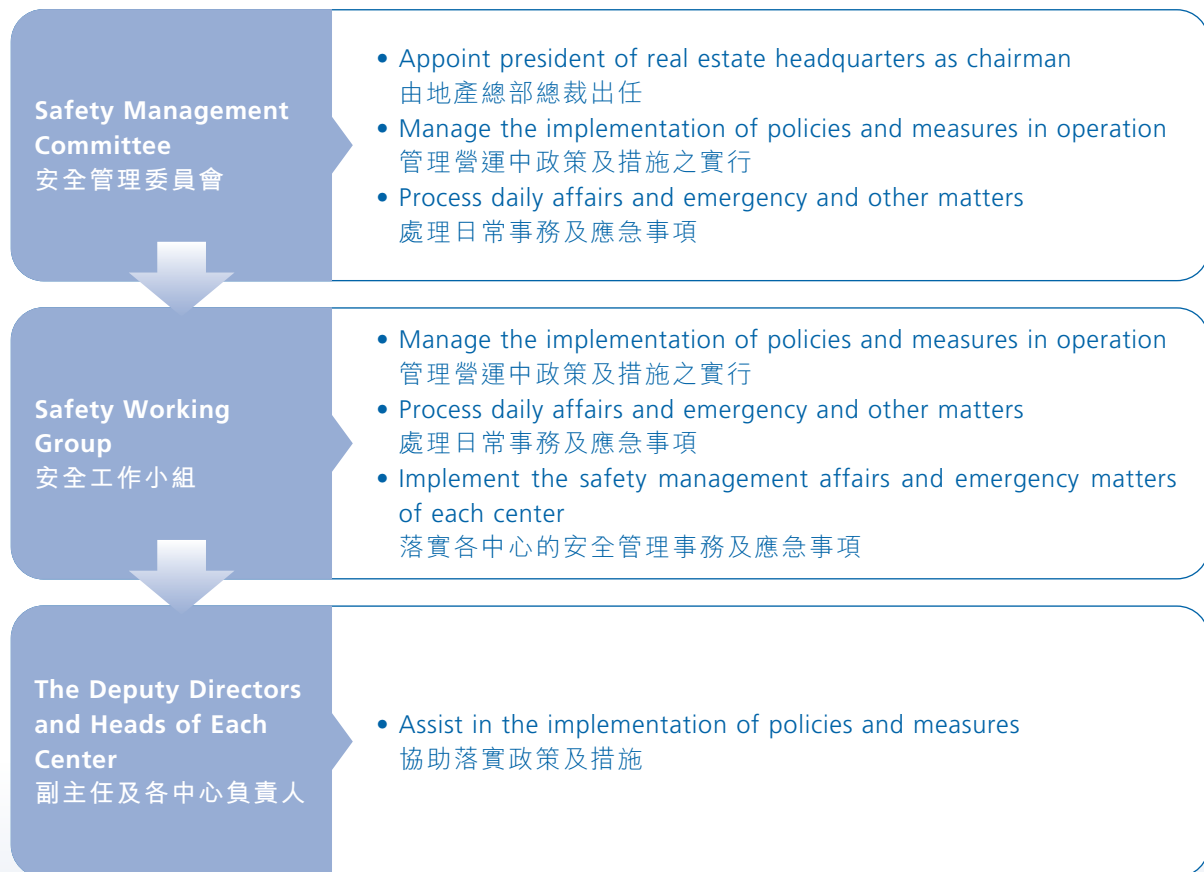 Safety Management
Committee
安全管理委員會
• Appoint president of real estate headquarters as chairman
由地產總部總裁出任
• Manage the implementation of policies and measures in operation
管理營運中政策及措施之實行
• Process daily affairs and emergency and other matters
處理日常事務及應急事項
Safety Working
Group
安全工作小組
• Manage the implementation of policies and measures in operation
管理營運中政策及措施之實行
• Process daily affairs and emergency and other matters
處理日常事務及應急事項
• Implement the safety management affairs and emergency matters
of each center
落實各中心的安全管理事務及應急事項
The Deputy Directors
and Heads of Each
Center
副主任及各中心負責人
• Assist in the implementation of policies and measures
協助落實政策及措施